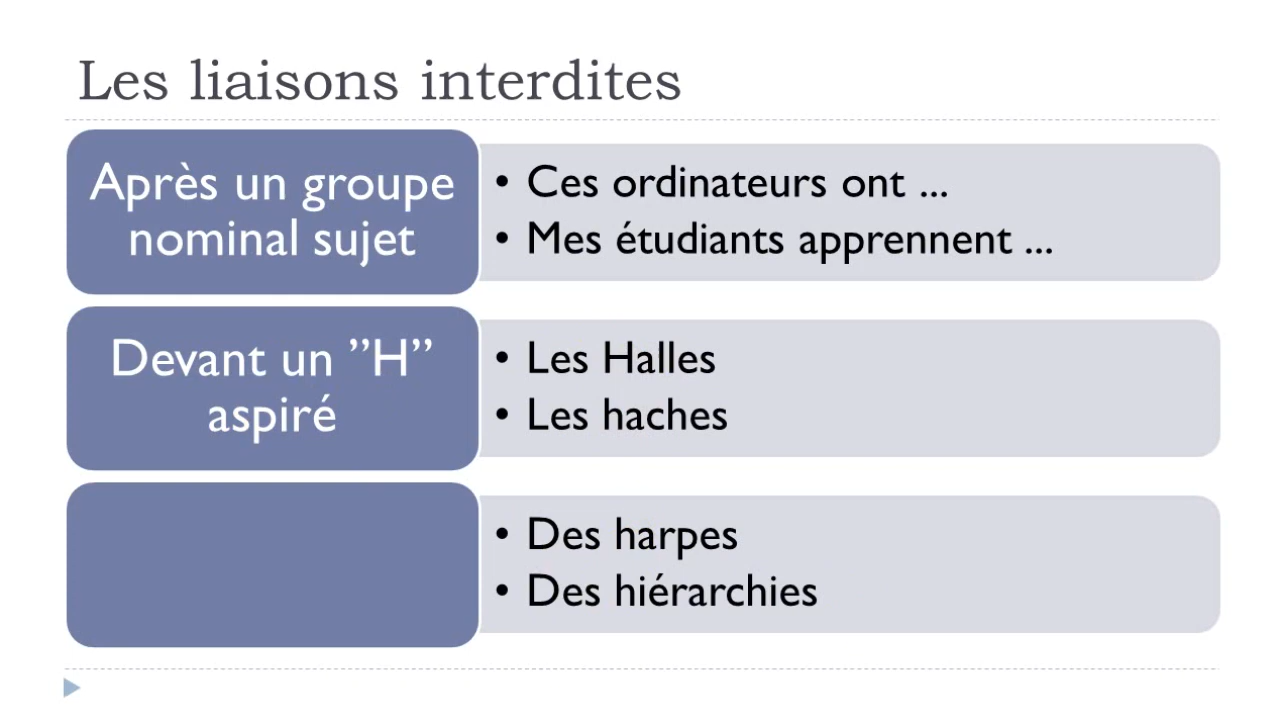 Les liaisons interdites
Après un groupe
nominal sujet
• Ces ordinateurs ont ...
• Mes étudiants apprennent ...
Devant un ”H”
aspiré
• Les Halles
• Les haches
• Des harpes
• Des hiérarchies